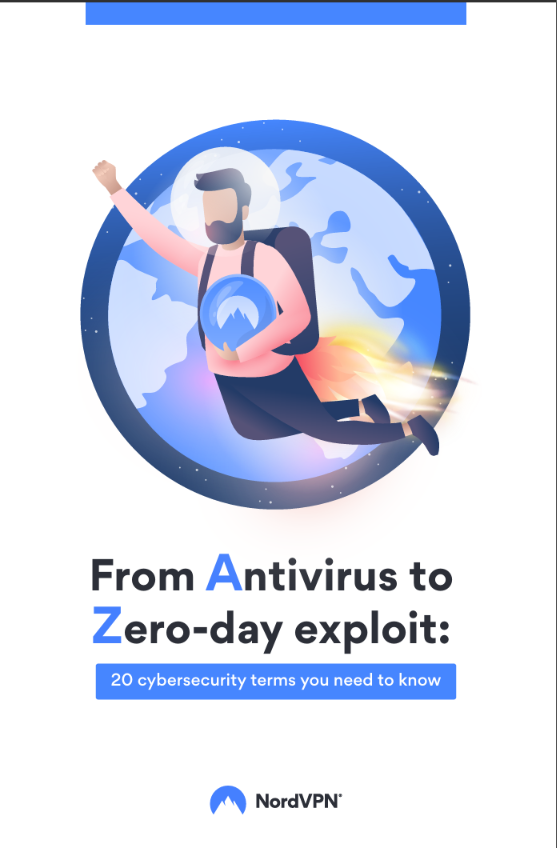 From Antivirus to
Zero-day exploit:
20 cybersecurity terms you need to know
NordVPN®